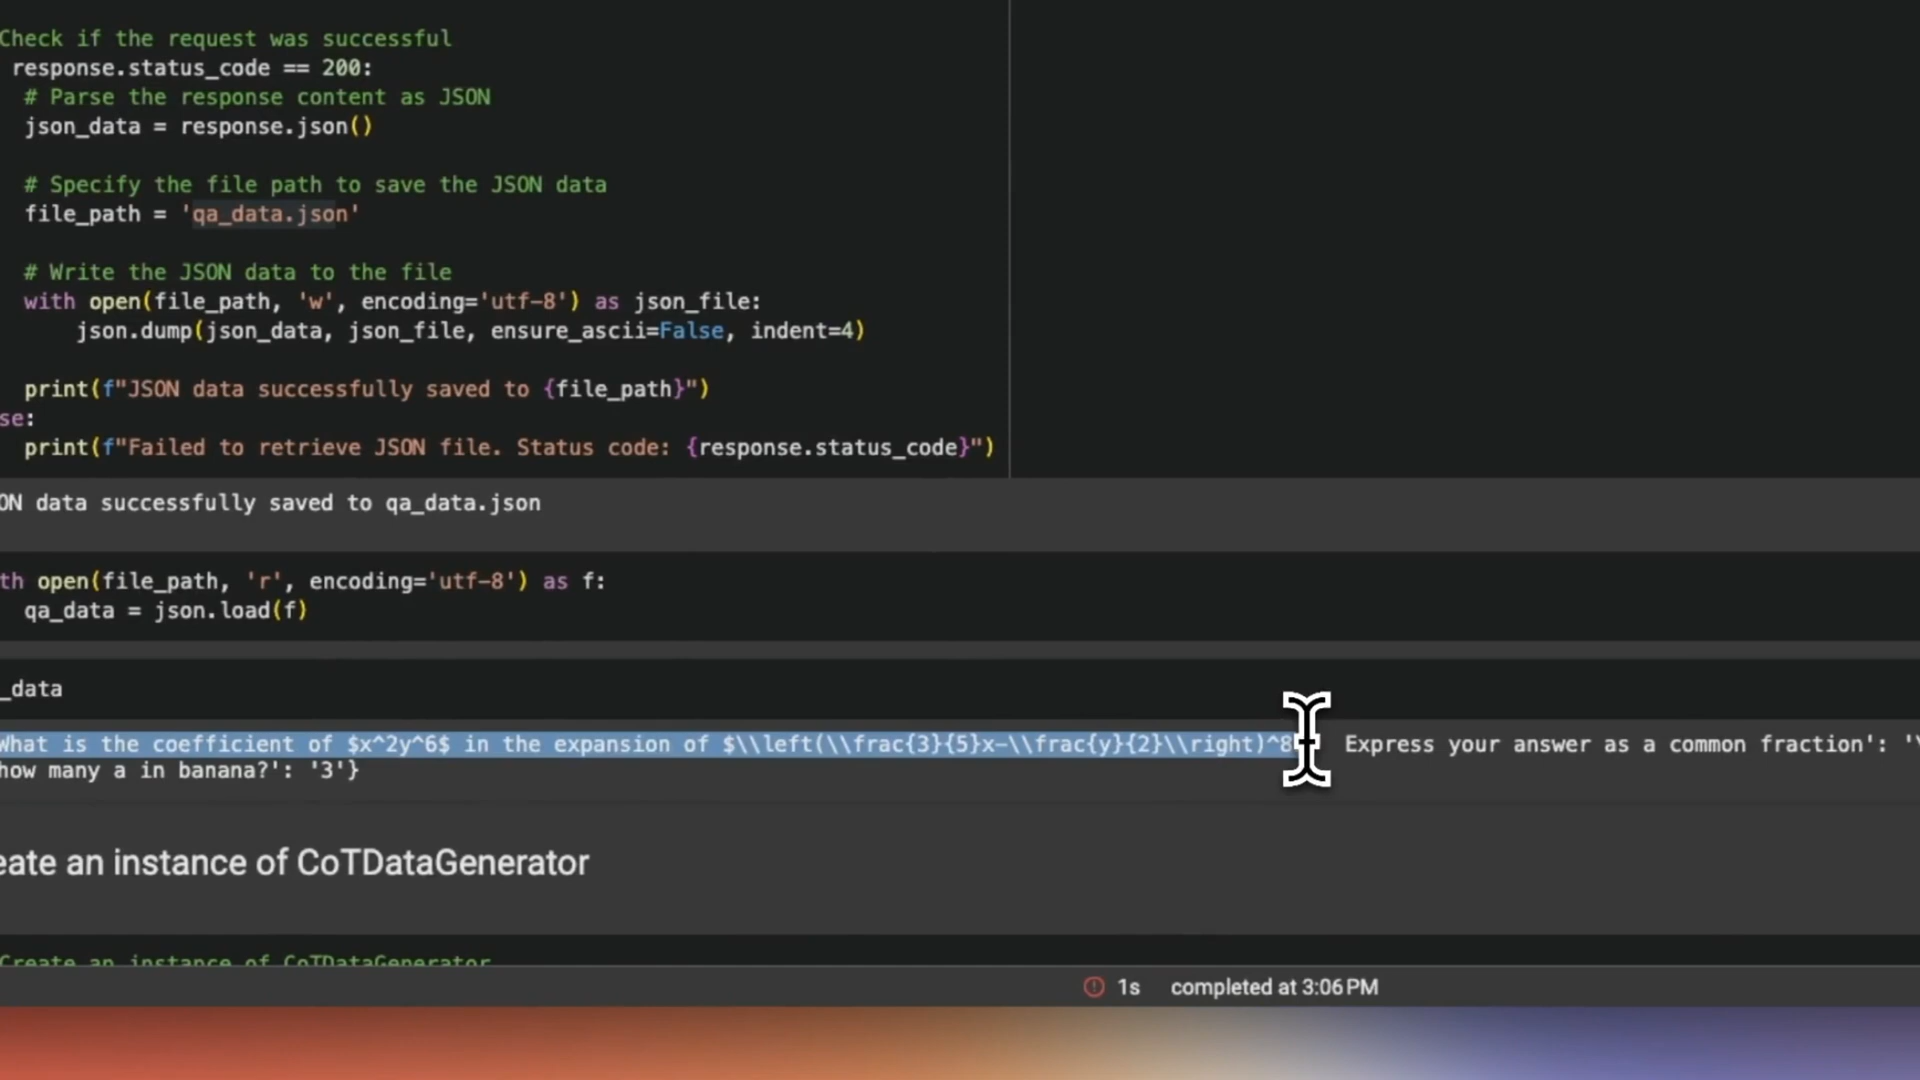 Check if the request was successful
response.status_code == 200:
# Parse the response content as JSON
json_data = response.json()
# Specify the file path to save the JSON data
file_path = 'qa_data.json'
# Write the JSON data to the file
with open(file_path, 'w', encoding='utf-8') as json_file:
json.dump(json_data, json_file, ensure_ascii=False, indent=4)
print(f"JSON data successfully saved to {file_path}")
se:
print(f"Failed to retrieve JSON file. Status code: {response.status_code}")
ON data successfully saved to qa_data.json
th open(file_path, 'r', encoding='utf-8') as f:
qa_data = json.load(f)
_data
What is the coefficient of $x^2y^6$ in the expansion of $\\left(\\frac{3}{5}x-\\frac{y}{2}\\right)^8 Express your answer as a common fraction': '\
how many a in banana?': '3'}
eate an instance of CoTDataGenerator
Create an instance of CoTDataGenerator
1s completed at 3:06 PM